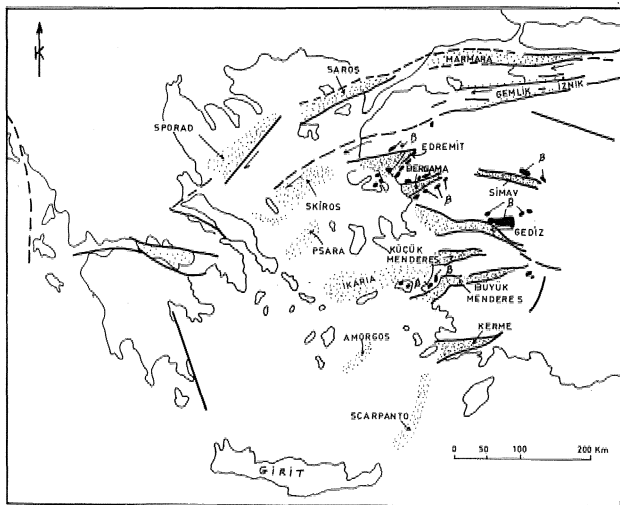 K
SAROS
MARMARA
GEMLİK - İZNİK
SPORAD
β
EDREMİT
BERGAMA
β
SİMAV
β
SKİROS
GEDİZ
PSARA
KÜÇÜK
MENDERES
β
İKARIA
β
BÜYÜK
MENDERES
AMORGOS
KERME
SCARPANTO
GİRİT
0 50 100 200 Km